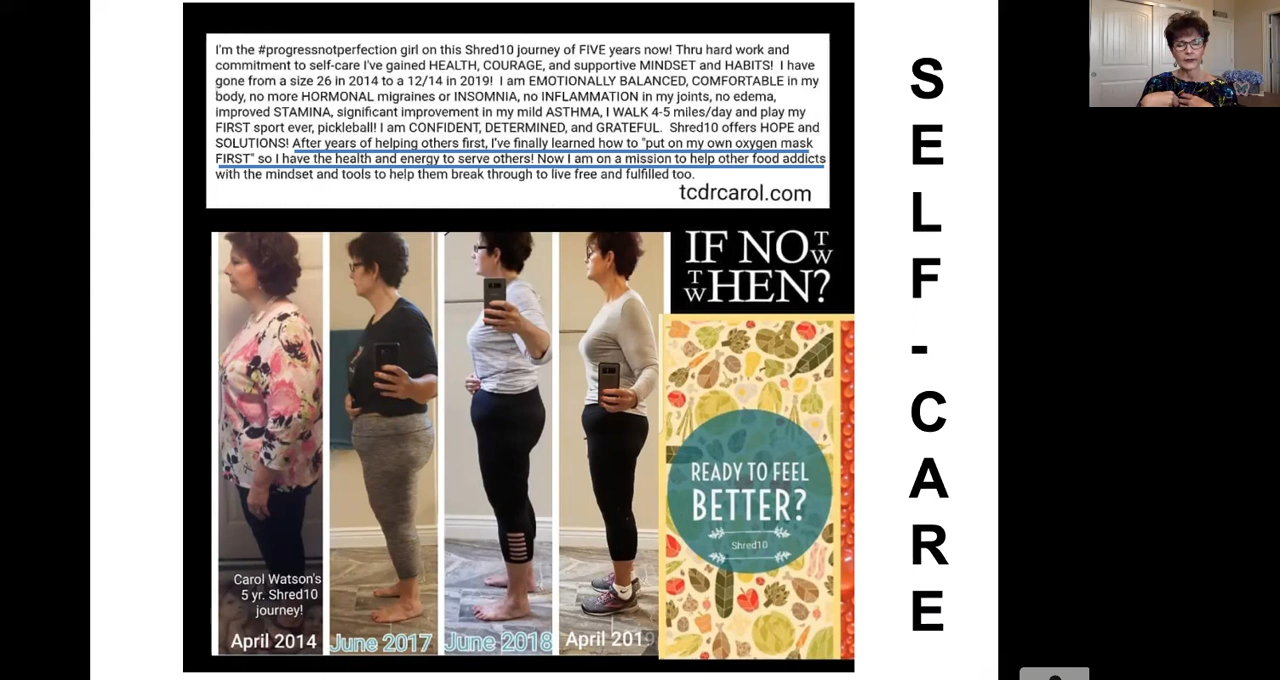 I'm the #progressnotperfection girl on this Shred10 journey of FIVE years now! Thru hard work and
commitment to self-care I've gained HEALTH, COURAGE, and supportive MINDSET and HABITS! I have
gone from a size 26 in 2014 to a 12/14 in 2019! I am EMOTIONALLY BALANCED, COMFORTABLE in my
body, no more HORMONAL migraines or INSOMNIA, no INFLAMMATION in my joints, no edema,
improved STAMINA, significant improvement in my mild ASTHMA, I WALK 4-5 miles/day and play my
FIRST sport ever, pickleball! I am CONFIDENT, DETERMINED, and GRATEFUL. Shred10 offers HOPE and
SOLUTIONS! After years of helping others first, I've finally learned how to "put on my own oxygen mask
FIRST" so I have the health and energy to serve others! Now I am on a mission to help other food addicts
with the mindset and tools to help them break through to live free and fulfilled too.
tcdrcarol.com
IF NOTW
TWHEN?
READY TO FEEL
BETTER?
Shred10
Carol Watson's
5 yr. Shred10
journey!
April 2014
June 2017
June 2018
April 2019
SELF-CARE